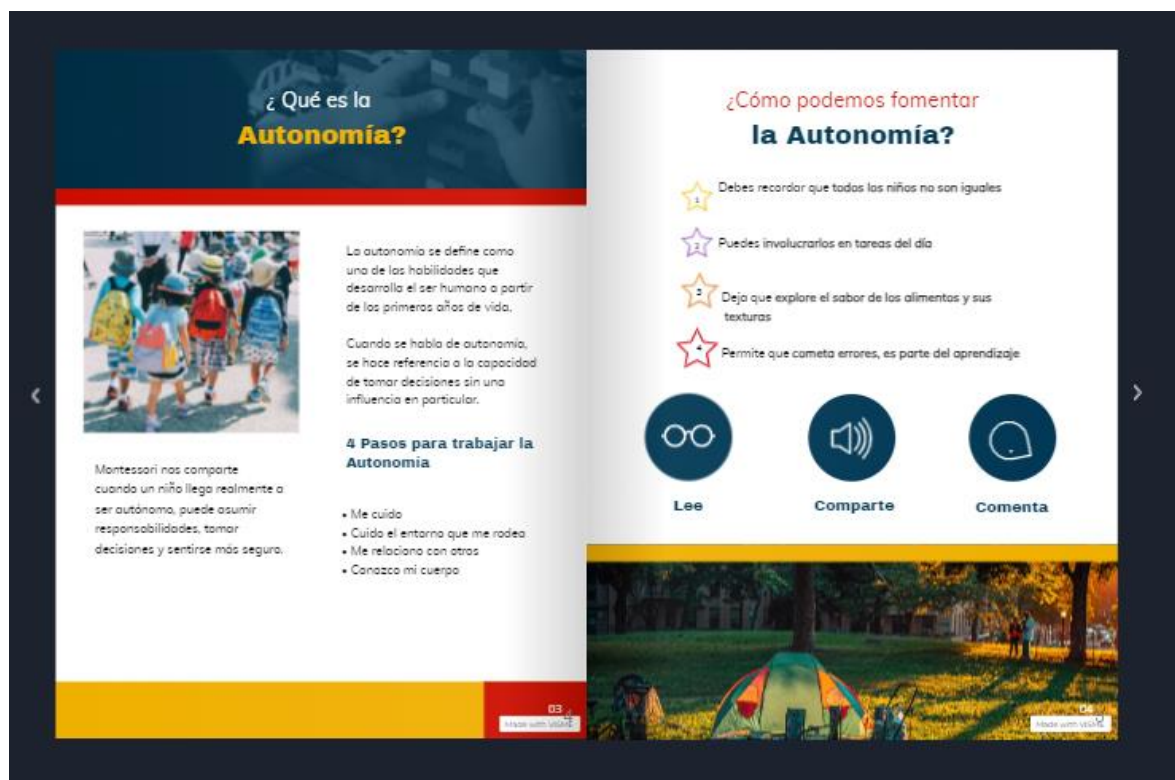 ¿ Qué es la
Autonomía?
La autonomía se define como
una de las habilidades que
desarrolla el ser humano a partir
de los primeros años de vida.
Cuando se habla de autonomía,
se hace referencia a la capacidad
de tomar decisiones sin una
influencia en particular.
4 Pasos para trabajar la
Autonomía
• Me cuido
• Cuido el entorno que me rodea
• Me relaciono con otros
• Conozco mi cuerpo
Montessori nos comparte
cuando un niño llega realmente a
ser autónomo, puede asumir
responsabilidades, tomar
decisiones y sentirse más seguro.
03
4
Made with
¿Cómo podemos fomentar
la Autonomía?
1 Debes recordar que todos los niños no son iguales
2 Puedes involucrarlos en tareas del día
3 Deja que explore el sabor de los alimentos y sus
texturas
4 Permite que cometa errores, es parte del aprendizaje
Lee
Comparte
Comenta
04
Made with